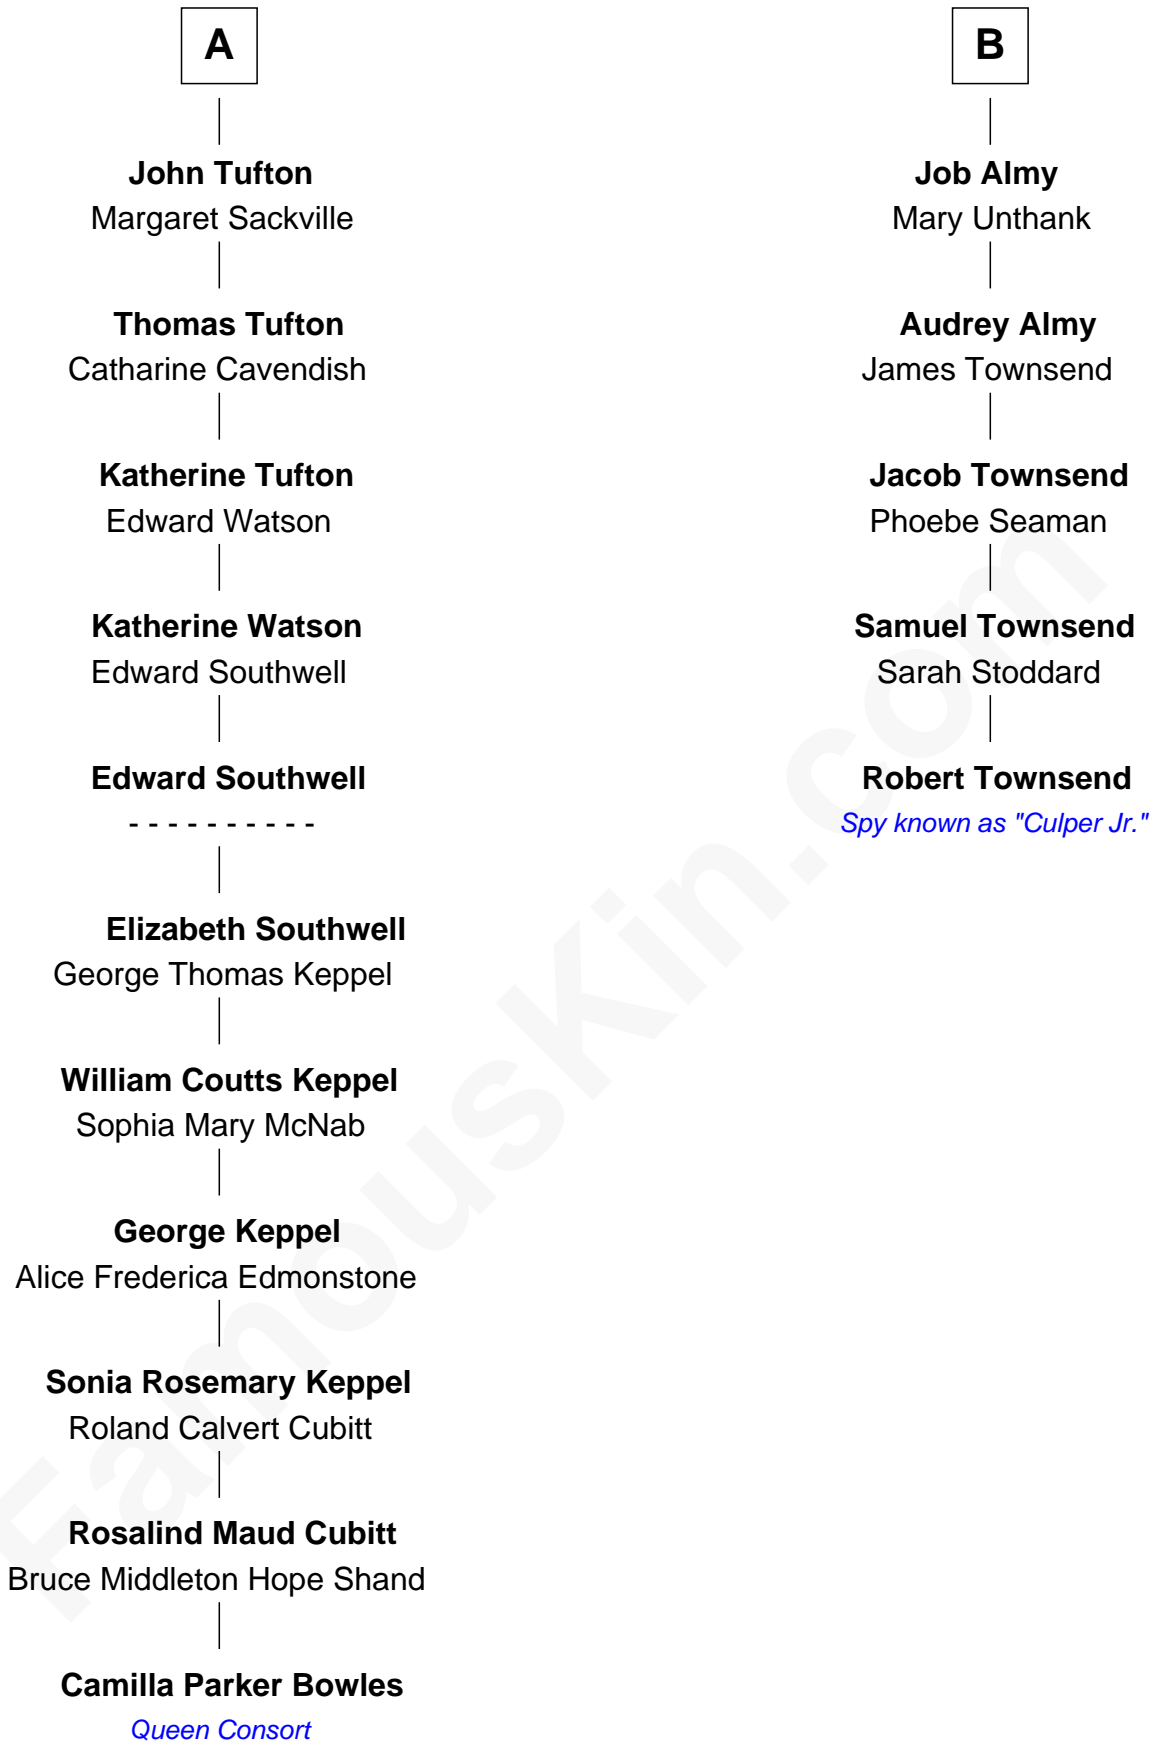 A
John Tufton
Margaret Sackville
Thomas Tufton
Catharine Cavendish
Katherine Tufton
Edward Watson
Katherine Watson
Edward Southwell
Edward Southwell
- - - - - - - - - -
Elizabeth Southwell
George Thomas Keppel
William Coutts Keppel
Sophia Mary McNab
George Keppel
Alice Frederica Edmonstone
Sonia Rosemary Keppel
Roland Calvert Cubitt
Rosalind Maud Cubitt
Bruce Middleton Hope Shand
Camilla Parker Bowles
Queen Consort
B
Job Almy
Mary Unthank
Audrey Almy
James Townsend
Jacob Townsend
Phoebe Seaman
Samuel Townsend
Sarah Stoddard
Robert Townsend
Spy known as "Culper Jr."
FamousKin.com